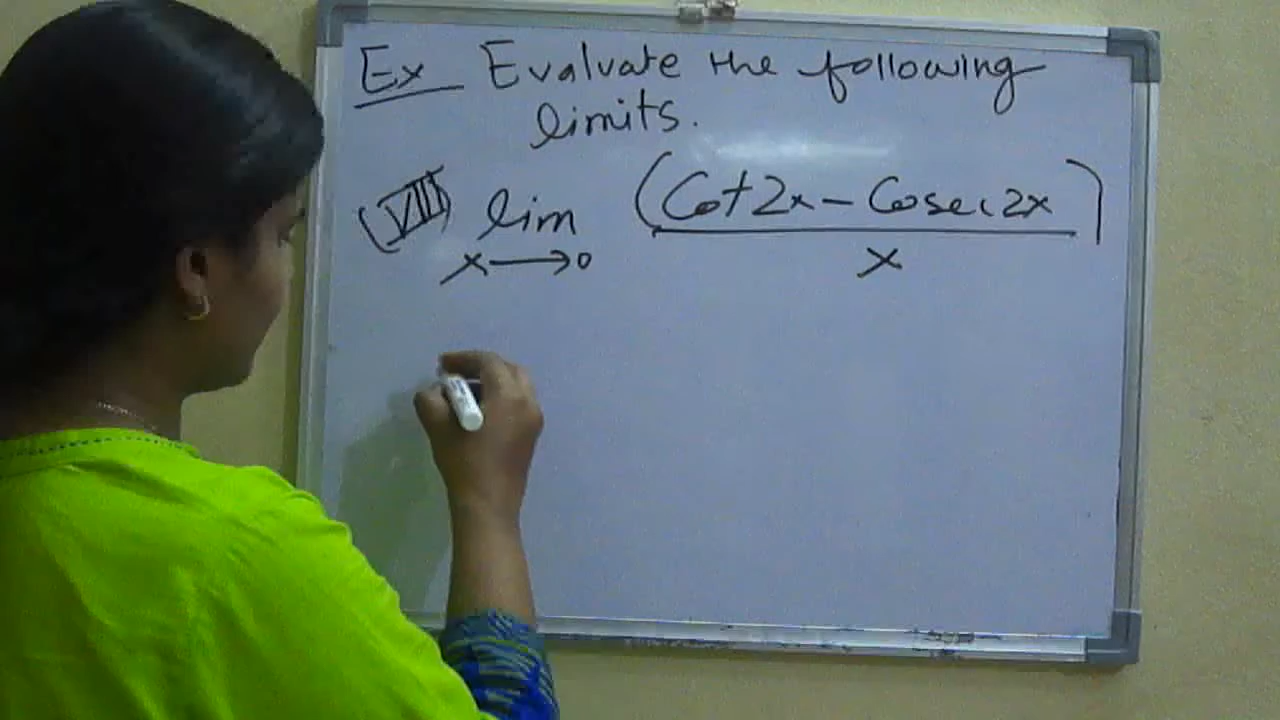 Ex Evaluate the following
limits.
(VIII) lim (Cot2x - Cosec2x)
x→0 x